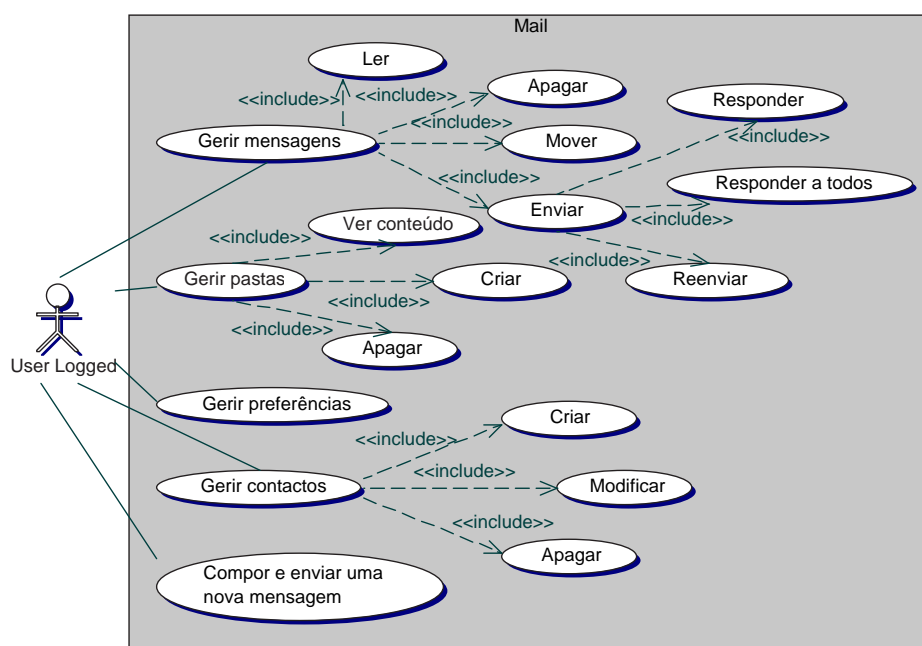 Mail
Ler
<<include>>
<<include>>
Apagar
Responder
<<include>>
<<include>>
Gerir mensagens
Mover
<<include>>
Responder a todos
Enviar
<<include>>
Ver conteúdo
<<include>>
<<include>>
Gerir pastas
Criar
Reenviar
<<include>>
<<include>>
Apagar
User Logged
Gerir preferências
Criar
<<include>>
<<include>>
Gerir contactos
Modificar
<<include>>
Apagar
Compor e enviar uma
nova mensagem